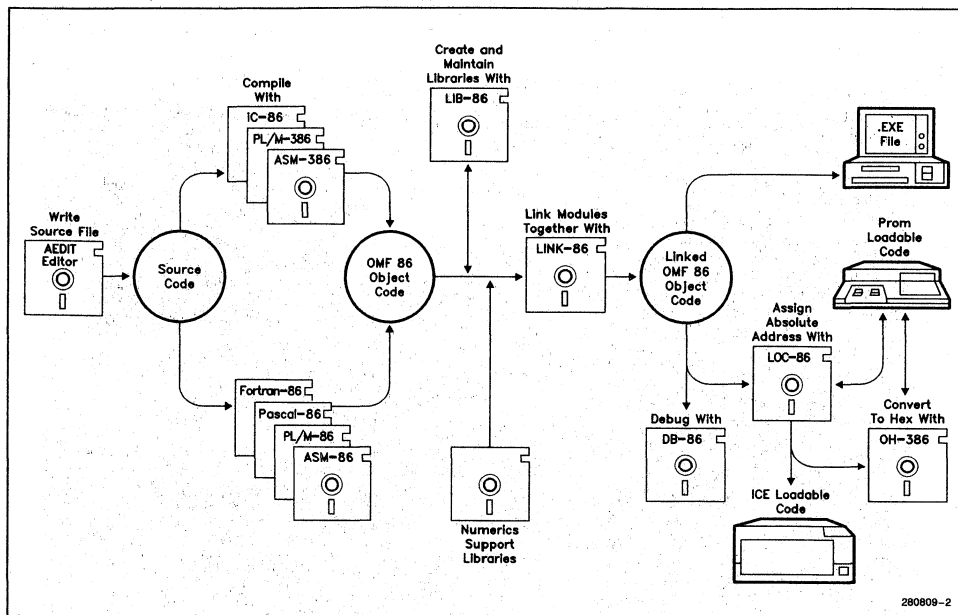 Write
Source File
AEDIT
Editor
Source
Code
Compile
With
iC-86
PL/M-386
ASM-386
Fortran-86
Pascal-86
PL/M-86
ASM-86
OMF 86
Object
Code
Create and
Maintain
Libraries With
LIB-86
Numerics
Support
Libraries
Link Modules
Together With
LINK-86
Linked
OMF 86
Object
Code
.EXE
File
Prom
Loadable
Code
Assign
Absolute
Address With
LOC-86
Debug With
DB-86
Convert
To Hex With
OH-386
ICE Loadable
Code
280809-2